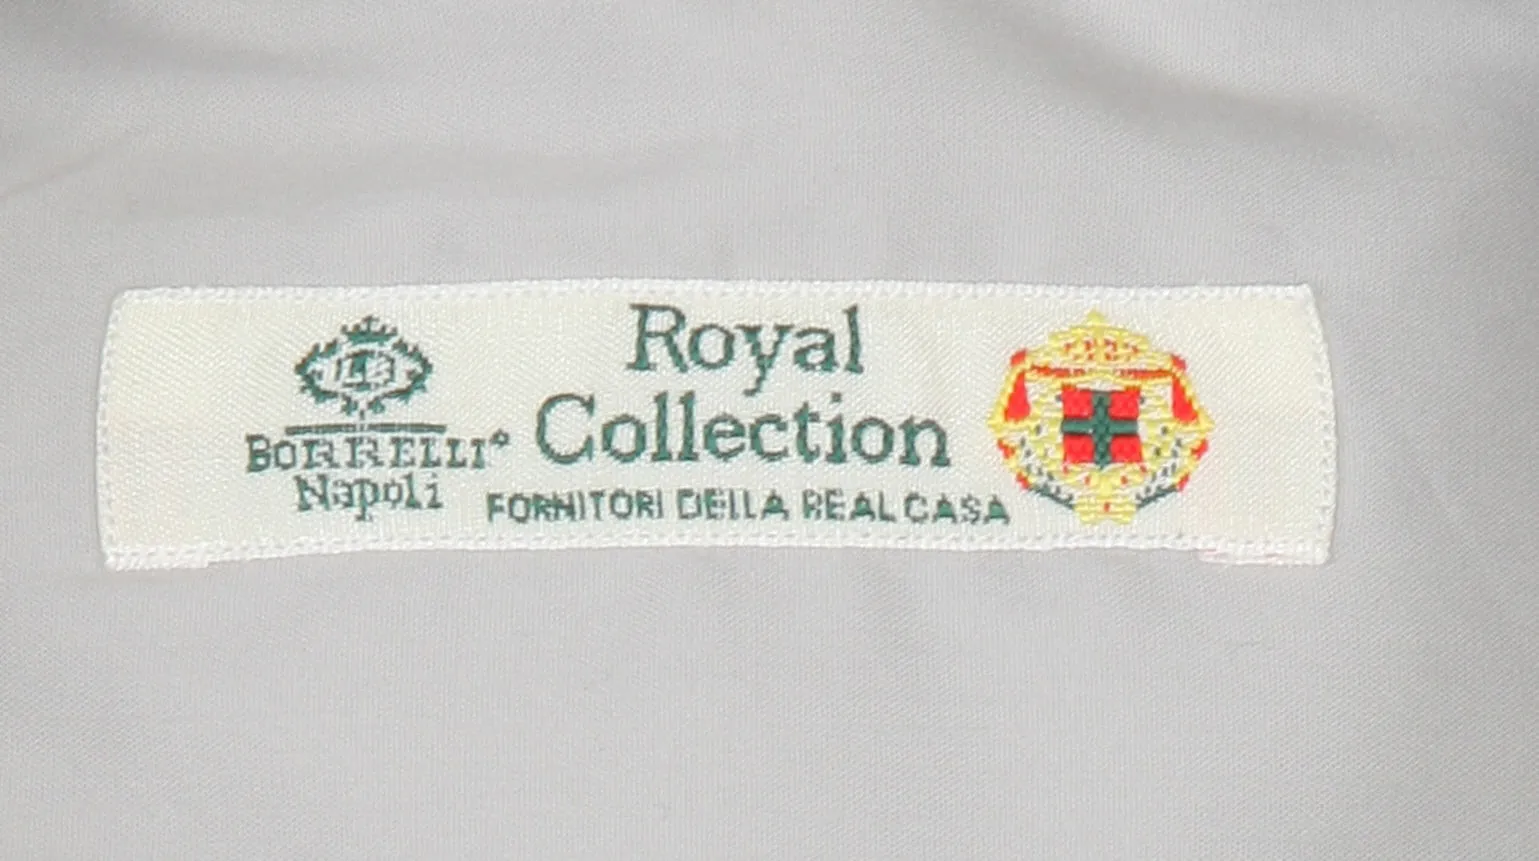 LB
BORRELLI®
Napoli
Royal
Collection
FORNITORI DELLA REAL CASA